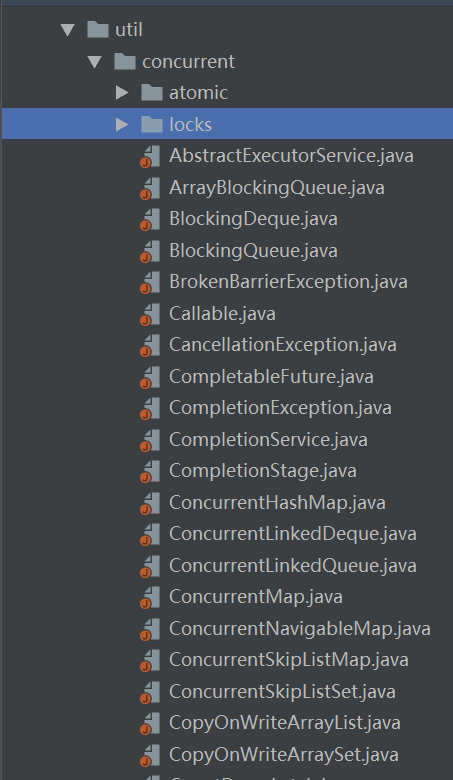 util
concurrent
atomic
locks
AbstractExecutorService.java
ArrayBlockingQueue.java
BlockingDeque.java
BlockingQueue.java
BrokenBarrierException.java
Callable.java
CancellationException.java
CompletableFuture.java
CompletionException.java
CompletionService.java
CompletionStage.java
ConcurrentHashMap.java
ConcurrentLinkedDeque.java
ConcurrentLinkedQueue.java
ConcurrentMap.java
ConcurrentNavigableMap.java
ConcurrentSkipListMap.java
ConcurrentSkipListSet.java
CopyOnWriteArrayList.java
CopyOnWriteArraySet.java